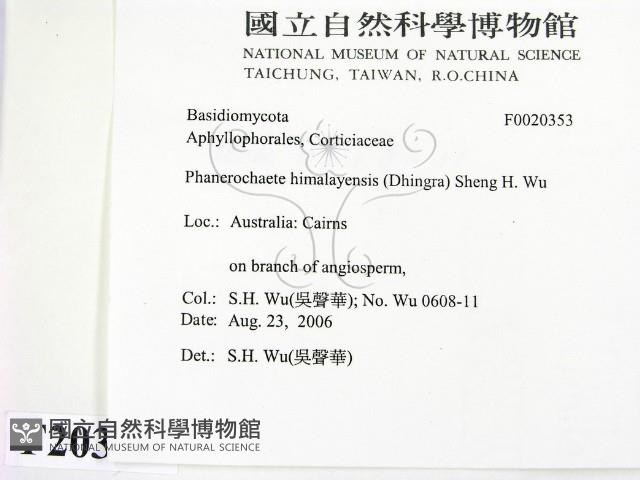 國立自然科學博物館
NATIONAL MUSEUM OF NATURAL SCIENCE
TAICHUNG, TAIWAN, R.O.CHINA
Basidiomycota F0020353
Aphyllophorales, Corticiaceae
Phanerochaete himalayensis (Dhingra) Sheng H. Wu
Loc.: Australia: Cairns
on branch of angiosperm,
Col.: S.H. Wu(吳聲華); No. Wu 0608-11
Date: Aug. 23, 2006
Det.: S.H. Wu(吳聲華)
國立自然科學博物館
NATIONAL MUSEUM OF NATURAL SCIENCE